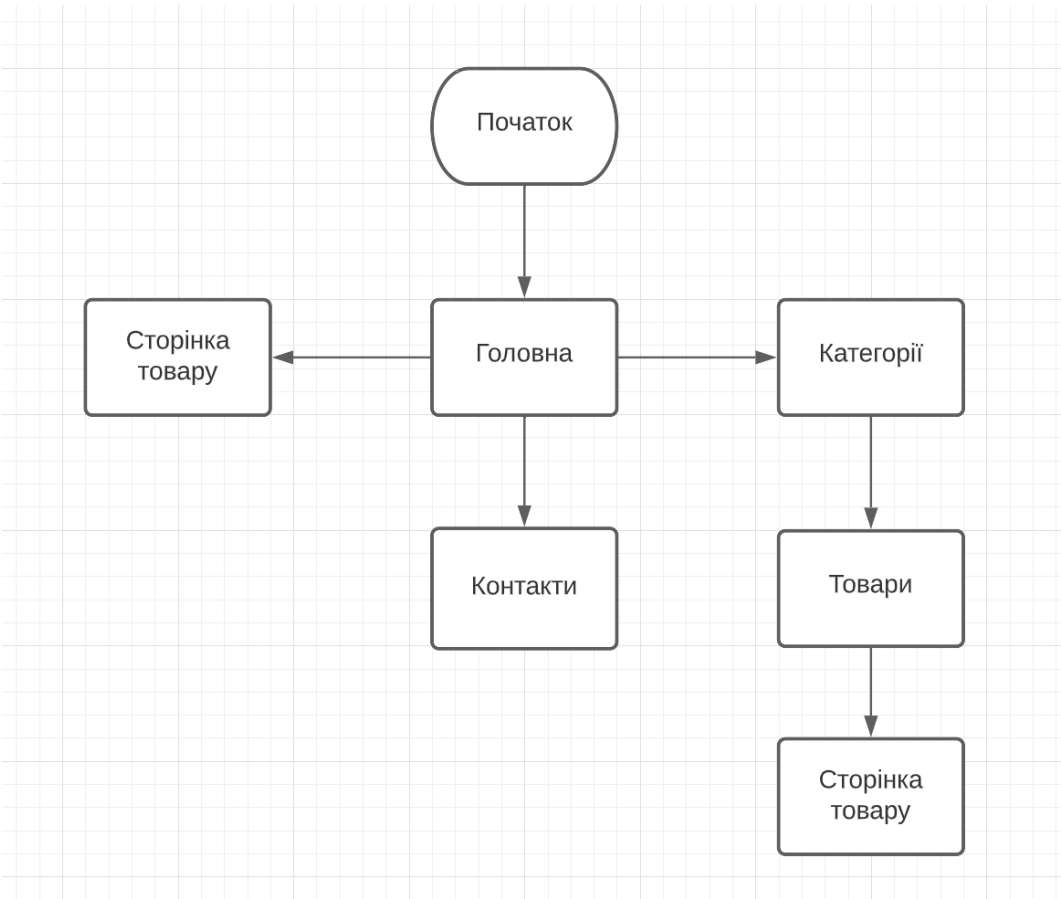 Початок
Сторінка
товару
Головна
Категорії
Контакти
Товари
Сторінка
товару